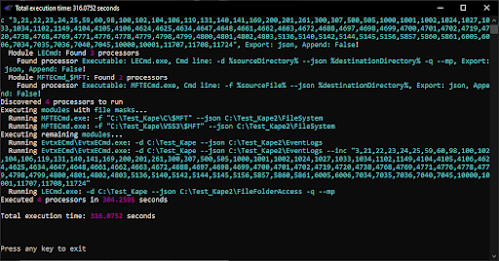 Total execution time: 316.0752 seconds
c "3,21,22,23,24,25,59,60,98,100,102,104,106,119,131,140,141,169,200,201,261,300,307,500,505,1000,1001,1002,1024,1027,10
33,1034,1102,1149,4104,4105,4106,4624,4625,4634,4647,4648,4661,4662,4663,4672,4688,4697,4698,4699,4700,4701,4702,4719,47
20,4738,4768,4769,4771,4776,4778,4779,4798,4799,4800,4801,4802,4803,5136,5140,5142,5144,5145,5156,5857,5860,5861,6005,60
06,7034,7035,7036,7040,7045,10000,10001,11707,11708,11724", Export: json, Append: False!
Module LECmd: Found 3 processors
Found processor Executable: LECmd.exe, Cmd line: -d %sourceDirectory% --json %destinationDirectory% -q --mp, Export:
json, Append: False!
Module MFTECmd_$MFT: Found 2 processors
Found processor Executable: MFTECmd.exe, Cmd line: -f %sourceFile% --json %destinationDirectory%, Export: json, Appe
nd: False!
Discovered 4 processors to run
Executing modules with file masks...
Running MFTECmd.exe: -f "C:\Test_Kape\C\$MFT" --json C:\Test_Kape2\FileSystem
Running MFTECmd.exe: -f "C:\Test_Kape\VSS3\$MFT" --json C:\Test_Kape2\FileSystem
Executing remaining modules...
Running EvtxECmd\EvtxECmd.exe: -d C:\Test_Kape --json C:\Test_Kape2\EventLogs
Running EvtxECmd\EvtxECmd.exe: -d C:\Test_Kape --json C:\Test_Kape2\EventLogs --inc "3,21,22,23,24,25,59,60,98,100,102
,104,106,119,131,140,141,169,200,201,261,300,307,500,505,1000,1001,1002,1024,1027,1033,1034,1102,1149,4104,4105,4106,462
4,4625,4634,4647,4648,4661,4662,4663,4672,4688,4697,4698,4699,4700,4701,4702,4719,4720,4738,4768,4769,4771,4776,4778,477
9,4798,4799,4800,4801,4802,4803,5136,5140,5142,5144,5145,5156,5857,5860,5861,6005,6006,7034,7035,7036,7040,7045,10000,10
001,11707,11708,11724"
Running LECmd.exe: -d C:\Test_Kape --json C:\Test_Kape2\FileFolderAccess -q --mp
Executed 4 processors in 304.2591 seconds
Total execution time: 316.0752 seconds
Press any key to exit